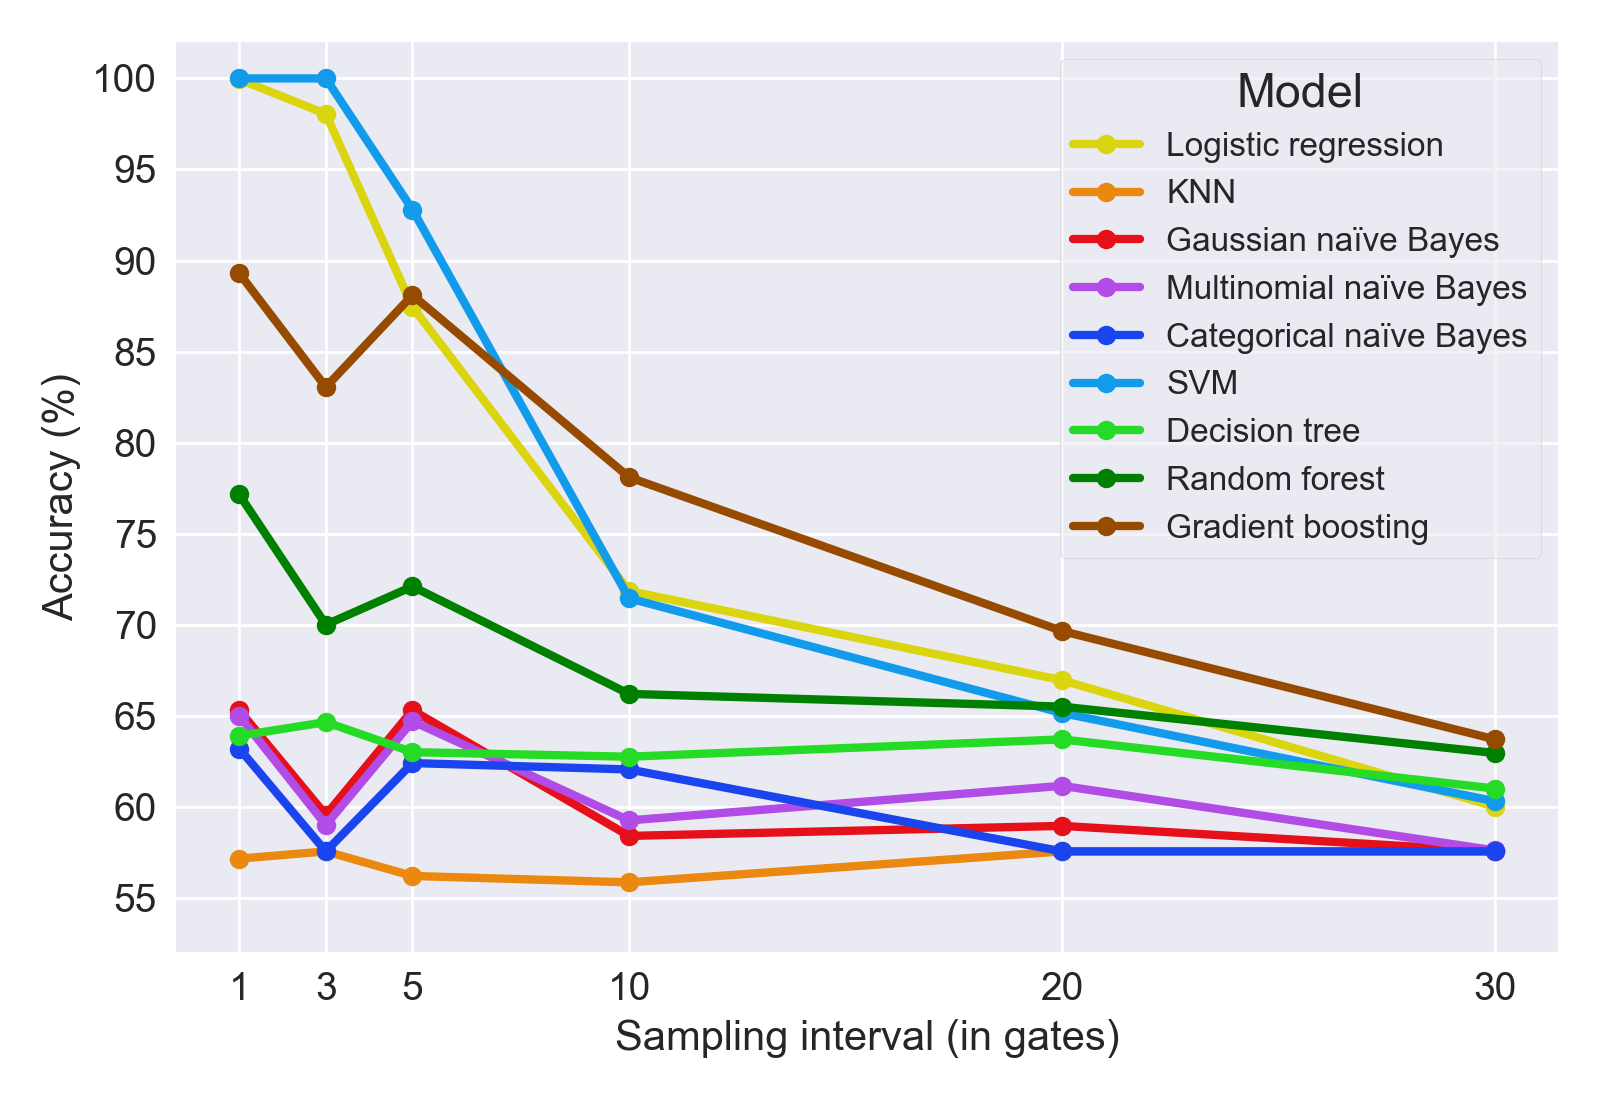 100
95
90
85
80
75
70
65
60
55
Accuracy (%)
Model
Logistic regression
KNN
Gaussian naïve Bayes
Multinomial naïve Bayes
Categorical naïve Bayes
SVM
Decision tree
Random forest
Gradient boosting
1 3 5 10 20 30
Sampling interval (in gates)